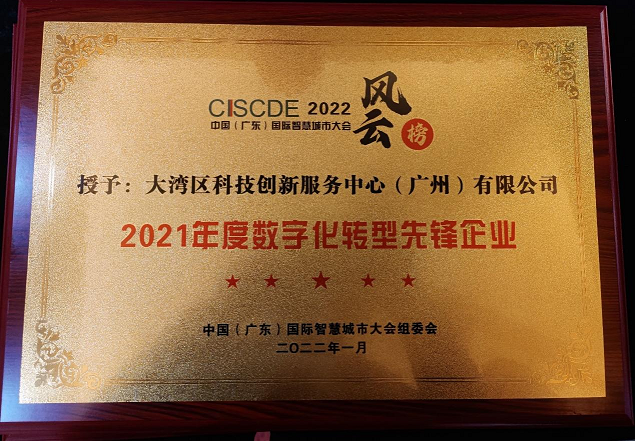 CISCDE 2022
中国（广东）国际智慧城市大会
风云榜
授予：大湾区科技创新服务中心（广州）有限公司
2021年度数字化转型先锋企业
中国（广东）国际智慧城市大会组委会
二〇二二年一月